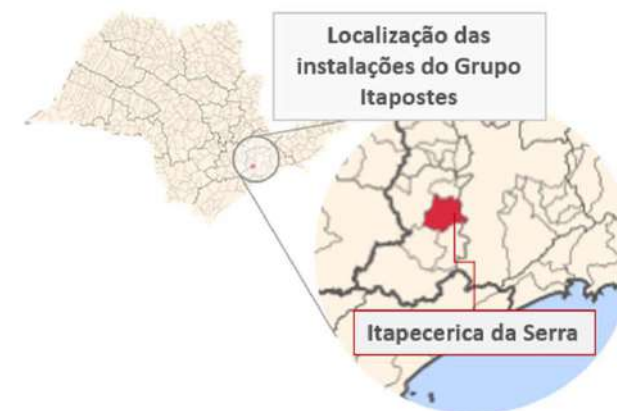 Localização das
instalações do Grupo
Itapostes
Itapecerica da Serra